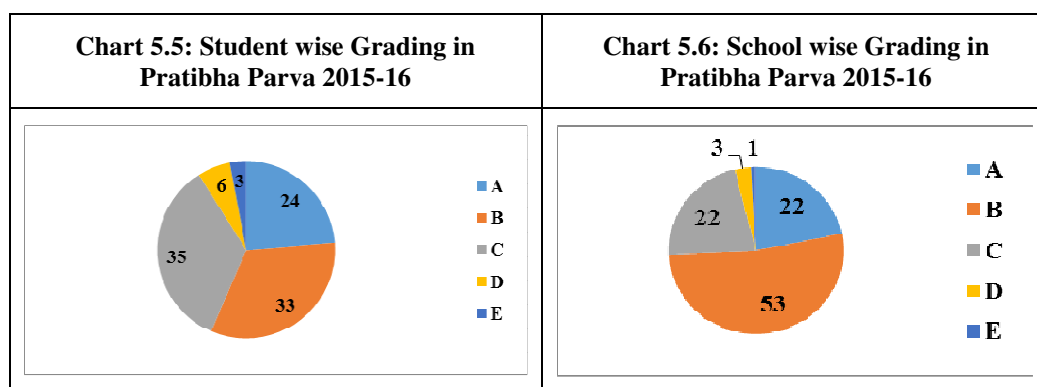 Chart 5.5: Student wise Grading in
Pratibha Parva 2015-16
Chart 5.6: School wise Grading in
Pratibha Parva 2015-16
24
33
35
6
3
A
B
C
D
E
22
53
22
3
1
A
B
C
D
E